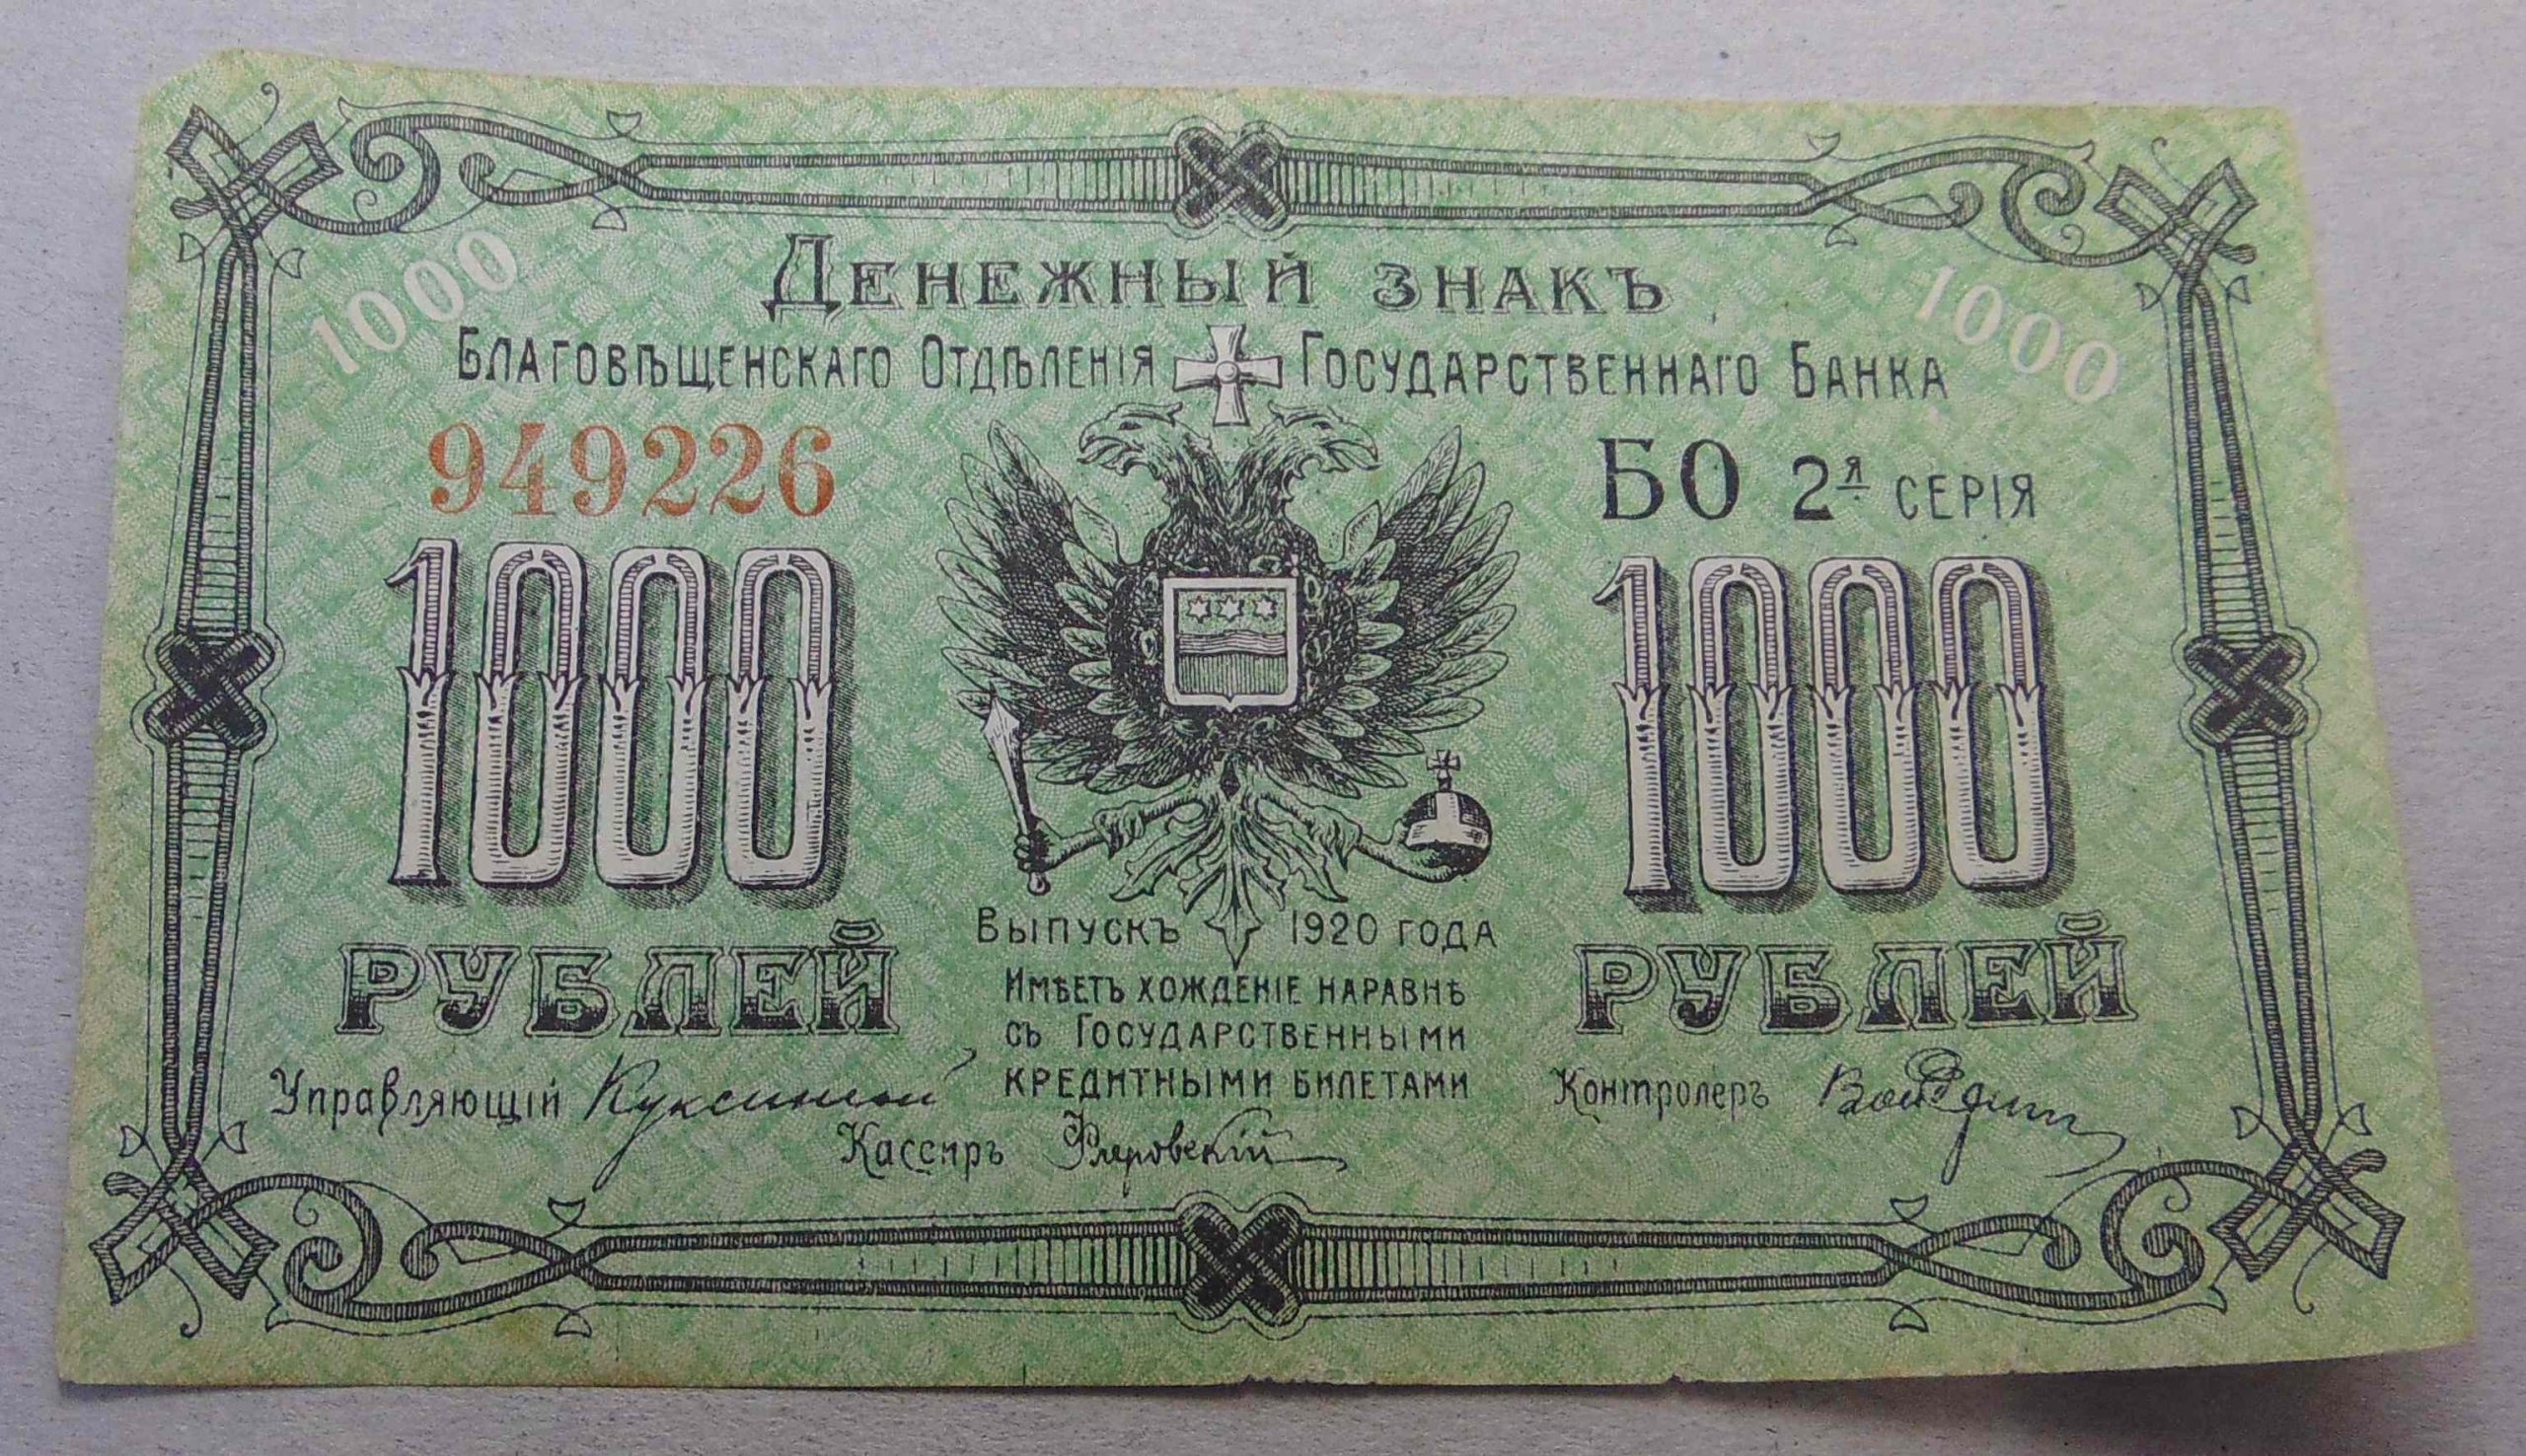 1000 1000
Денежный знакъ
Благовѣщенскаго Отдѣленія Государственнаго Банка
949226 БО 2я серія
1000 1000
Выпускъ 1920 года
рублей рублей
Имѣетъ хожденіе наравнѣ
съ Государственными
кредитными билетами
Управляющій Контролеръ
Кассиръ Флеровскій